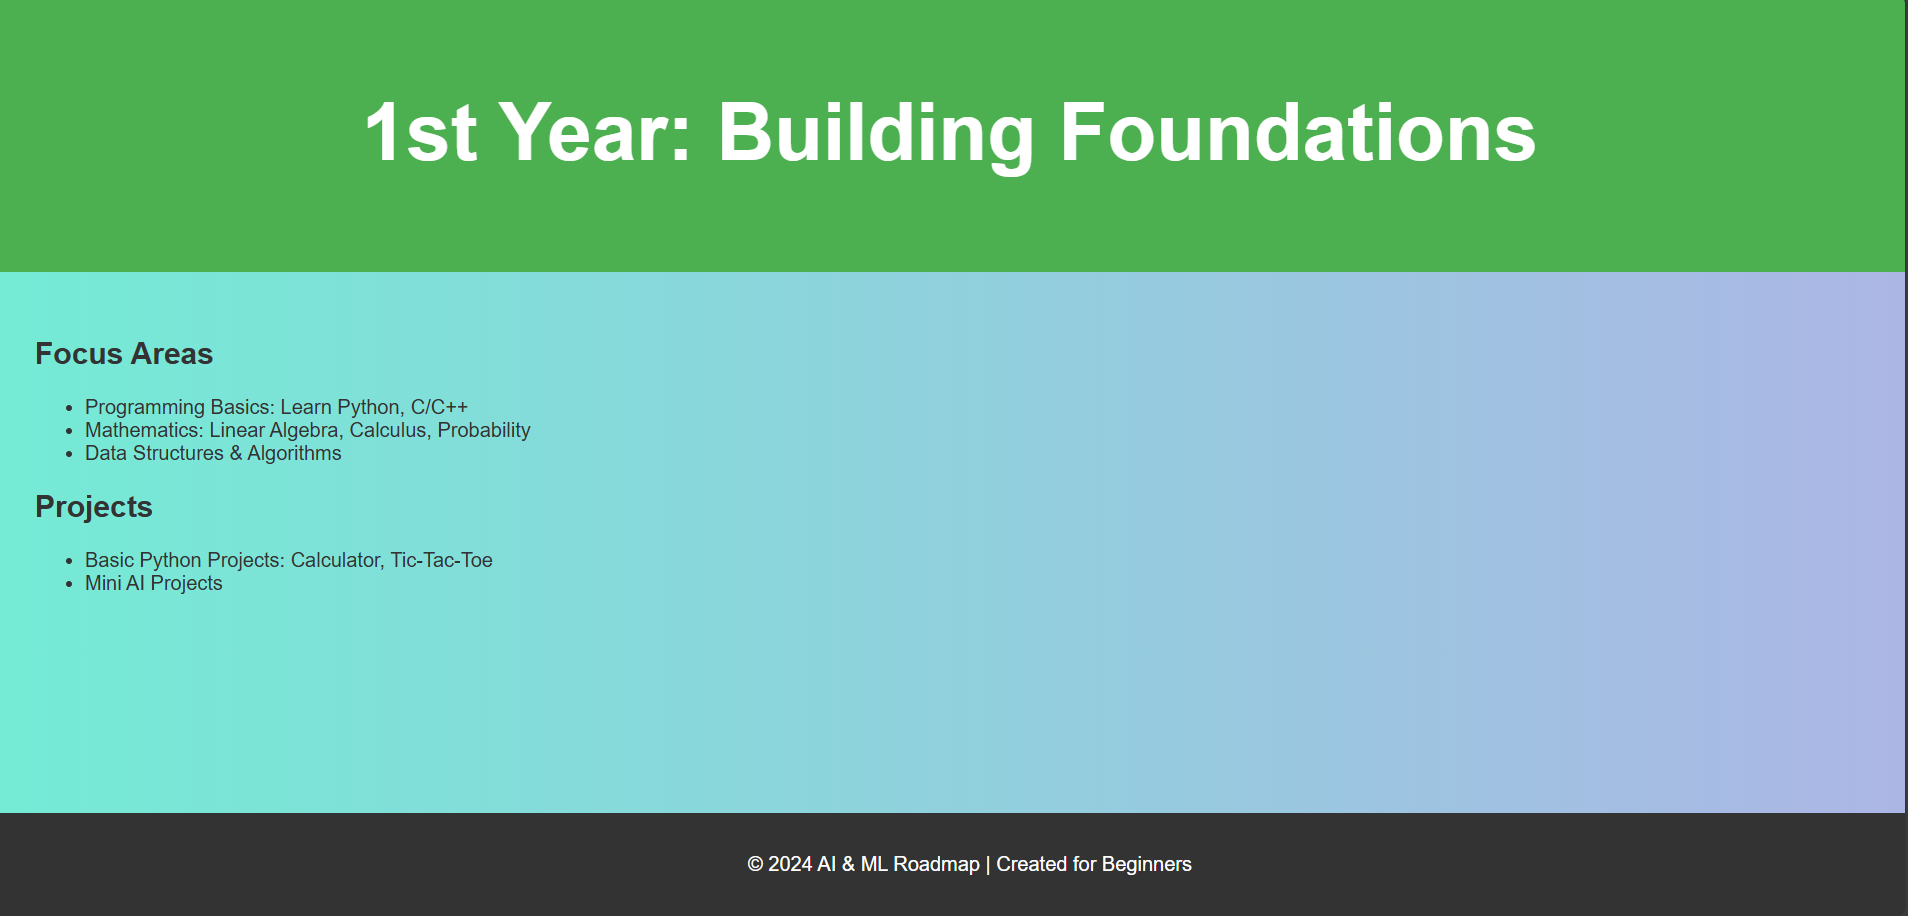 1st Year: Building Foundations
Focus Areas
Programming Basics: Learn Python, C/C++
Mathematics: Linear Algebra, Calculus, Probability
Data Structures & Algorithms
Projects
Basic Python Projects: Calculator, Tic-Tac-Toe
Mini AI Projects
© 2024 AI & ML Roadmap | Created for Beginners